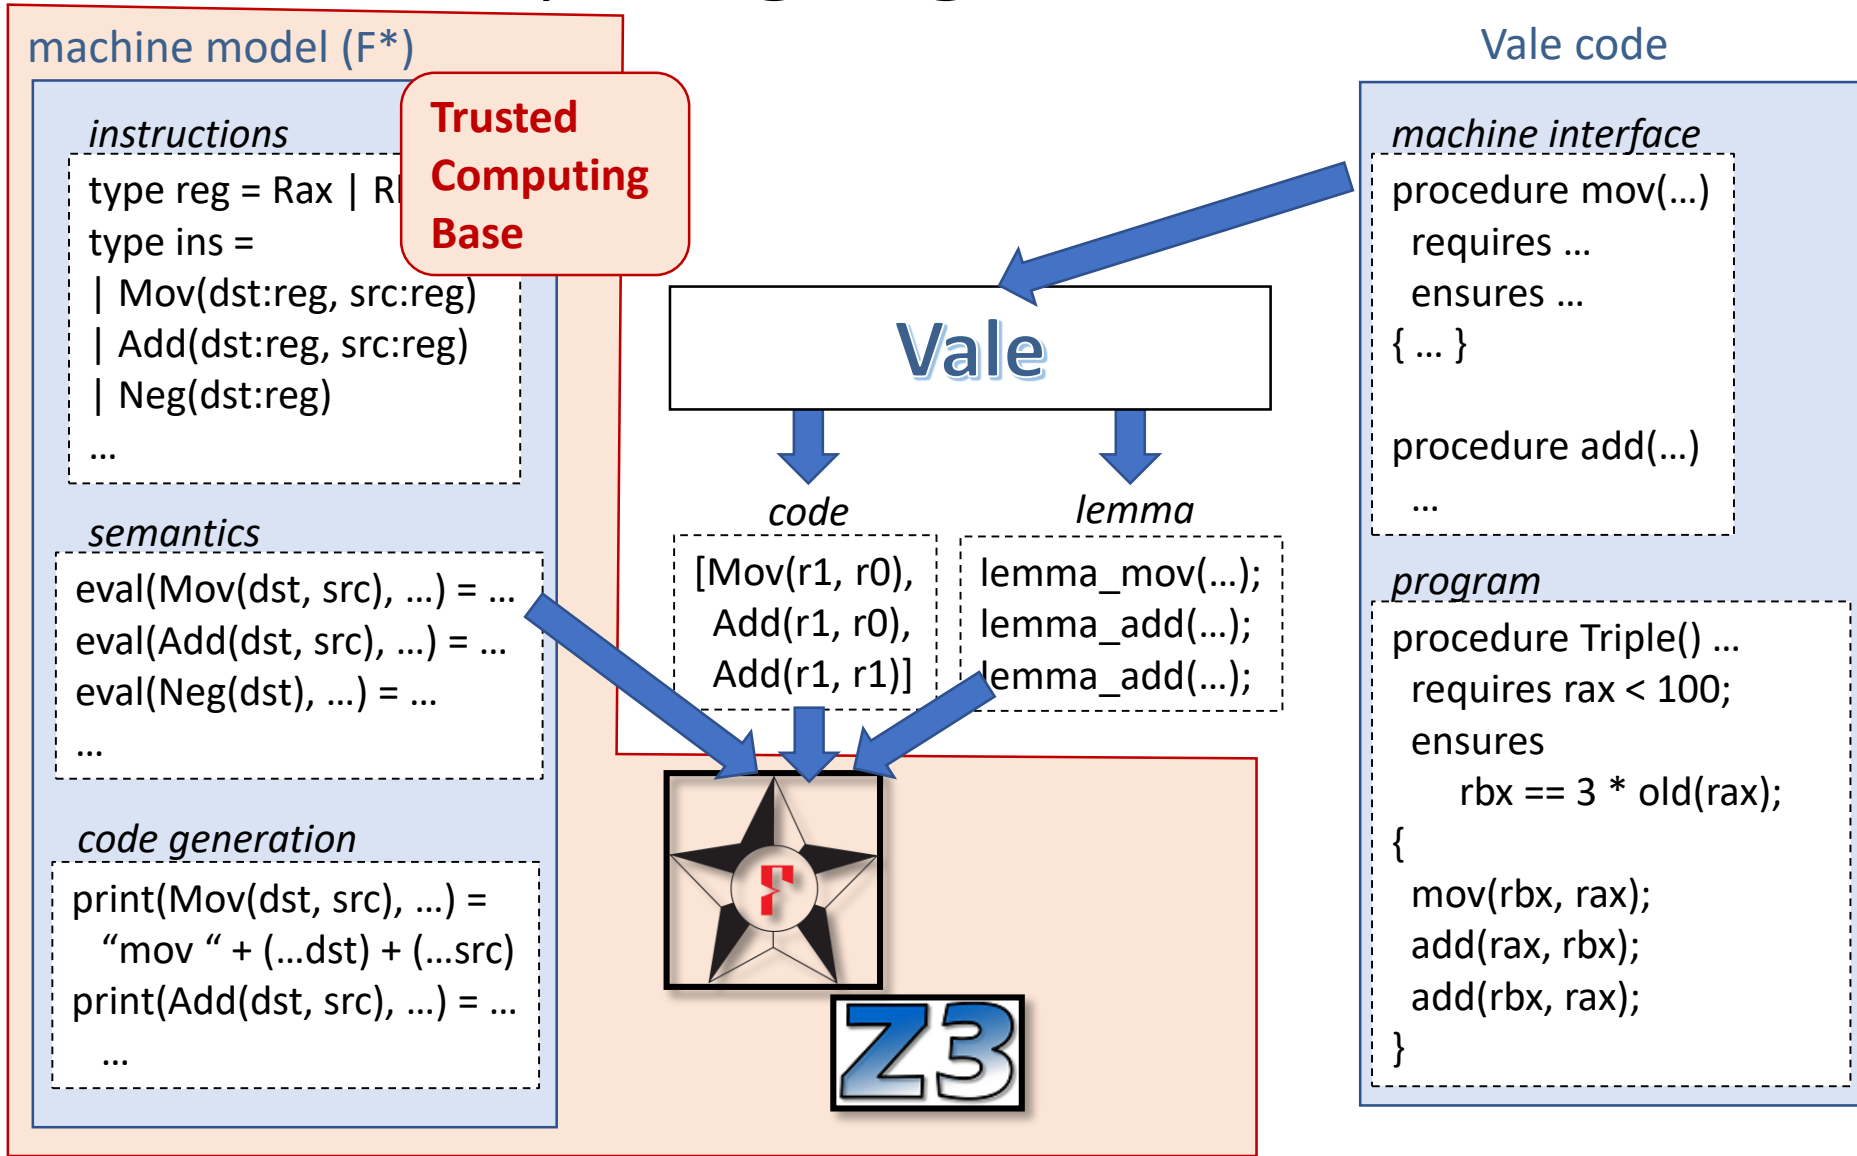 machine model (F*)
Trusted
Computing
Base
instructions
type reg = Rax |
type ins =
| Mov(dst:reg, src:reg)
| Add(dst:reg, src:reg)
| Neg(dst:reg)
...
semantics
eval(Mov(dst, src), ...) = ...
eval(Add(dst, src), ...) = ...
eval(Neg(dst), ...) = ...
...
code generation
print(Mov(dst, src), ...) =
“mov “ + (...dst) + (...src)
print(Add(dst, src), ...) = ...
...
Vale
code
[Mov(r1, r0),
Add(r1, r0),
Add(r1, r1)]
lemma
lemma_mov(...);
lemma_add(...);
lemma_add(...);
F
Z3
Vale code
machine interface
procedure mov(...)
requires ...
ensures ...
{ ... }
procedure add(...)
...
program
procedure Triple() ...
requires rax < 100;
ensures
rbx == 3 * old(rax);
{
mov(rbx, rax);
add(rax, rbx);
add(rbx, rax);
}